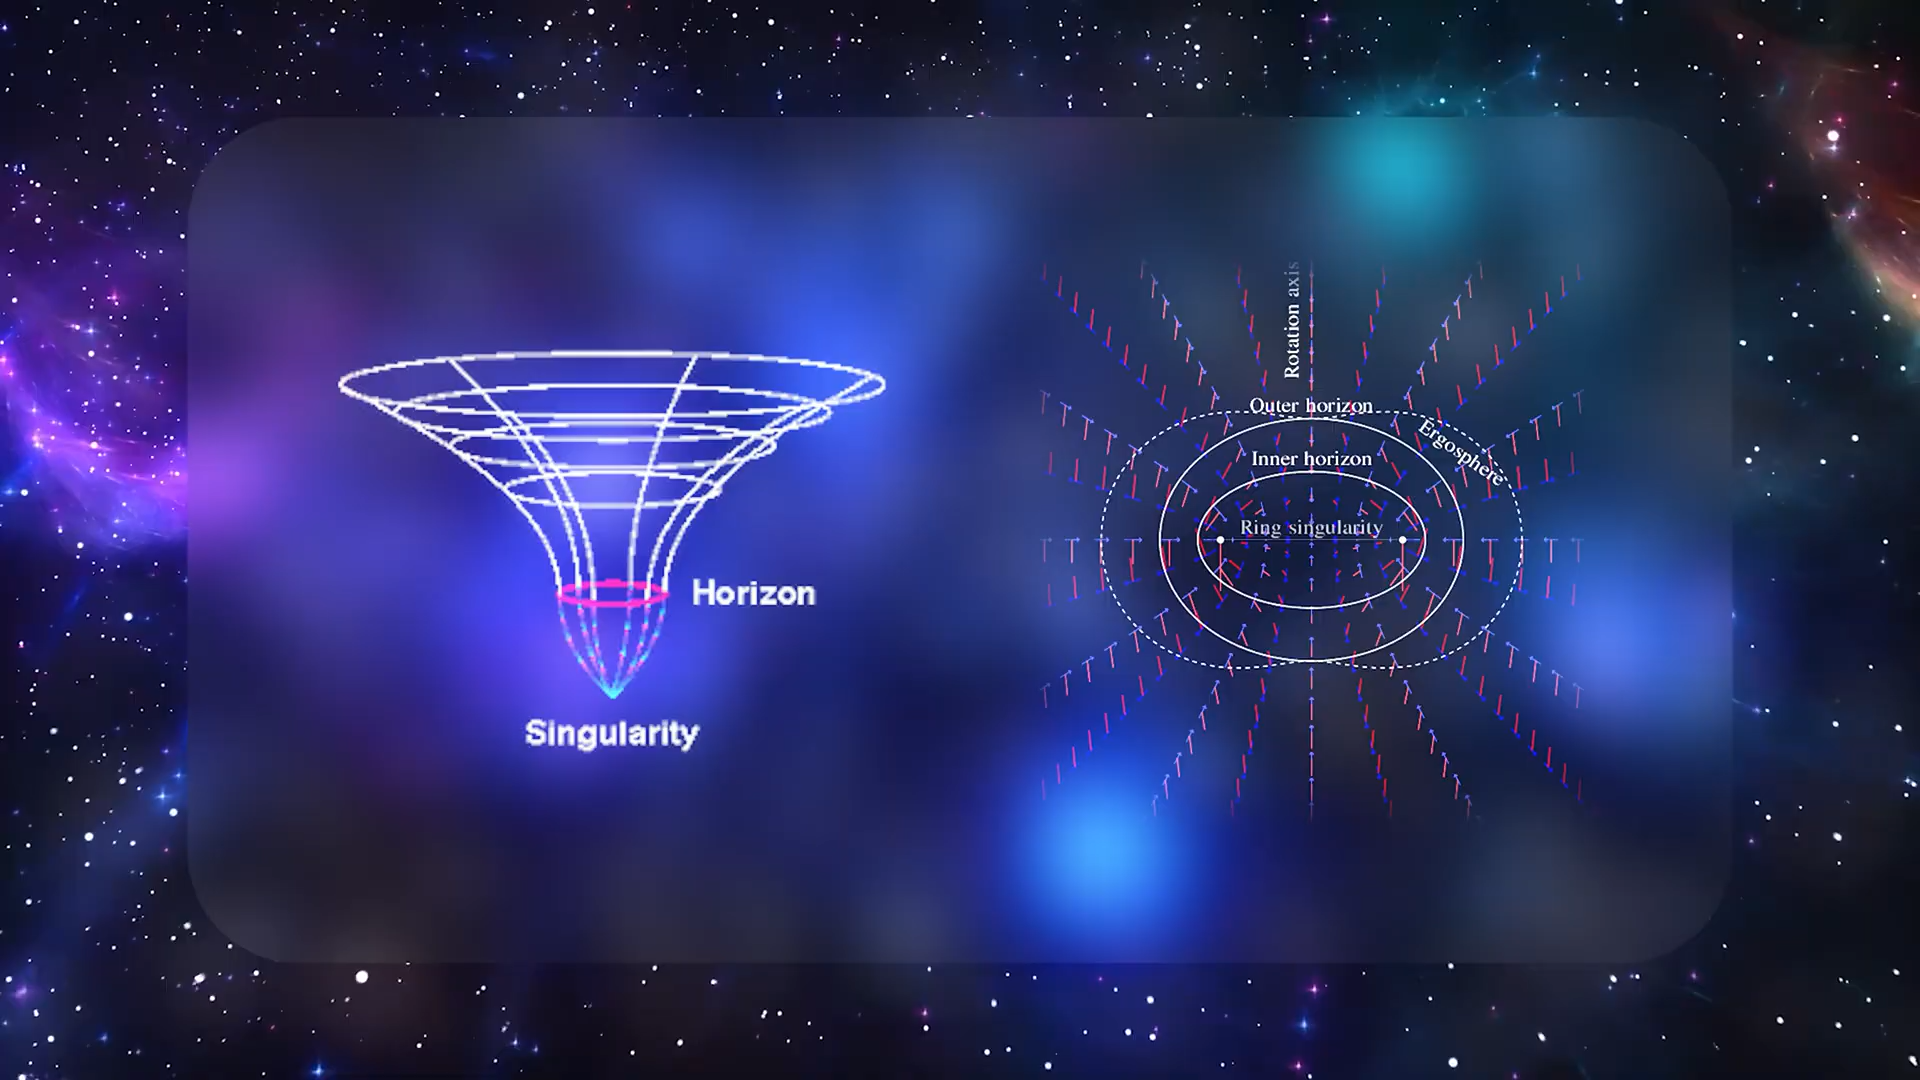 Horizon
Singularity
Rotation axis
Outer horizon
Ergosphere
Inner horizon
Ring singularity